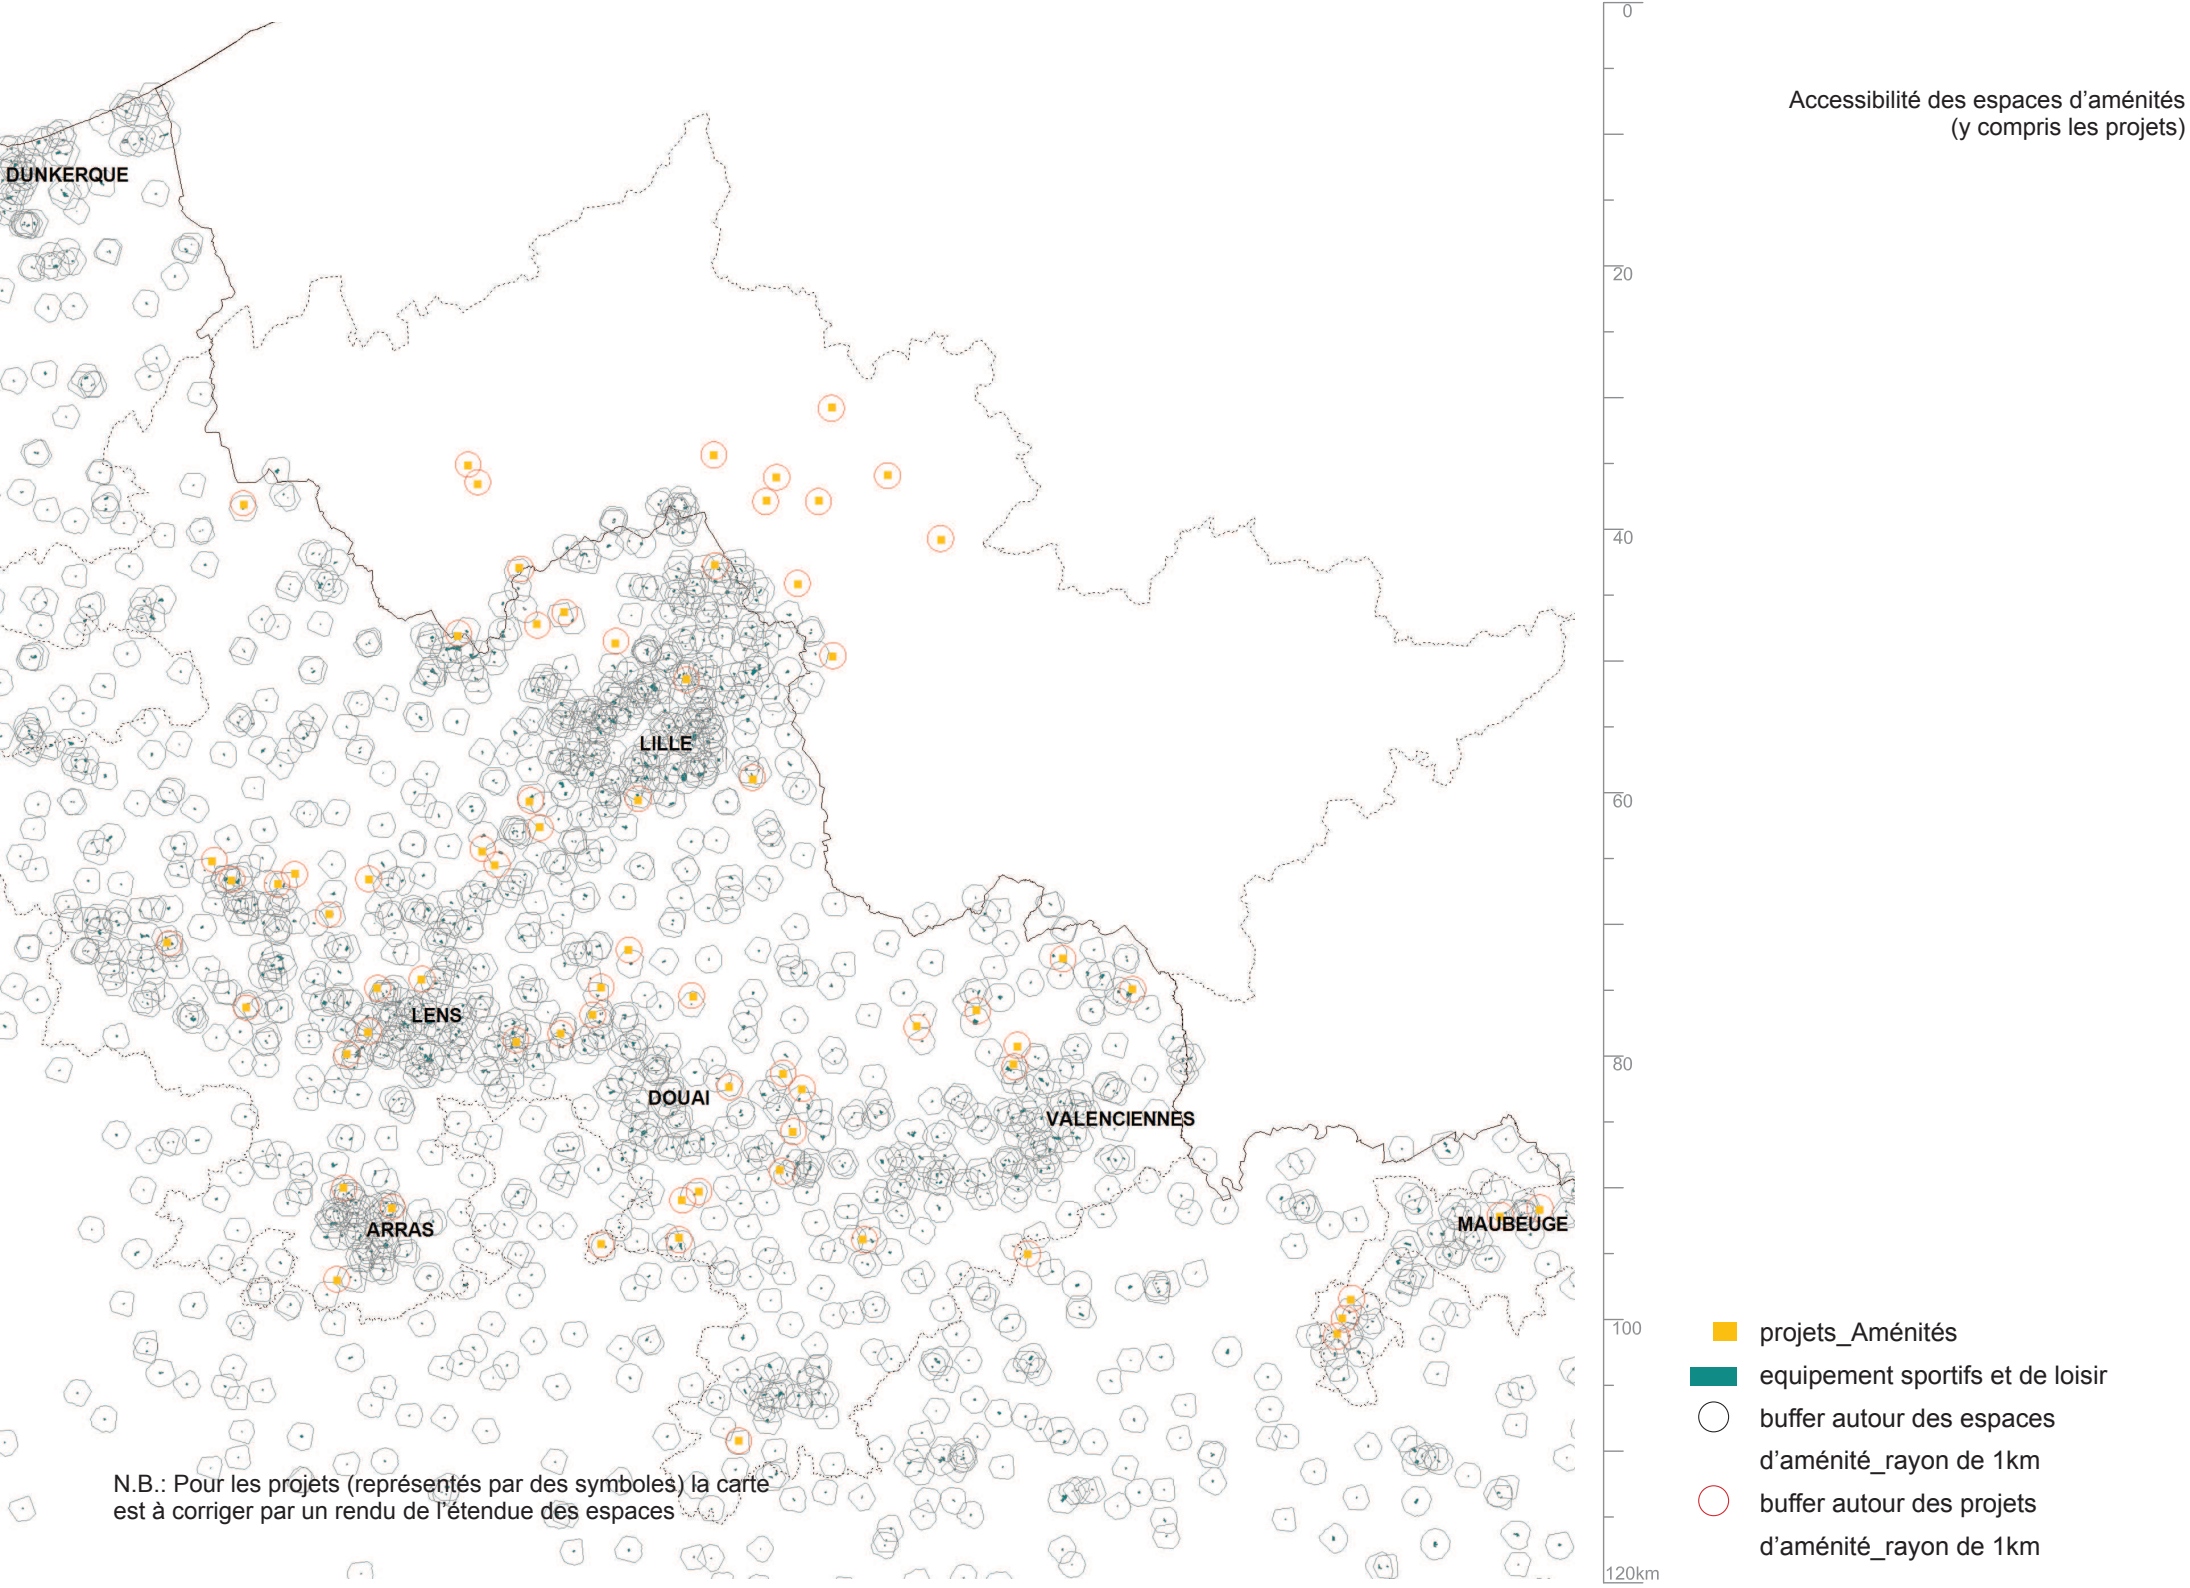 0
Accessibilité des espaces d’aménités
(y compris les projets)
DUNKERQUE
20
40
LILLE
60
LENS
80
DOUAI
VALENCIENNES
ARRAS
MAUBEUGE
100
projets_Aménités
equipement sportifs et de loisir
buffer autour des espaces
d’aménité_rayon de 1km
buffer autour des projets
d’aménité_rayon de 1km
N.B.: Pour les projets (représentés par des symboles) la carte
est à corriger par un rendu de l’étendue des espaces
120km